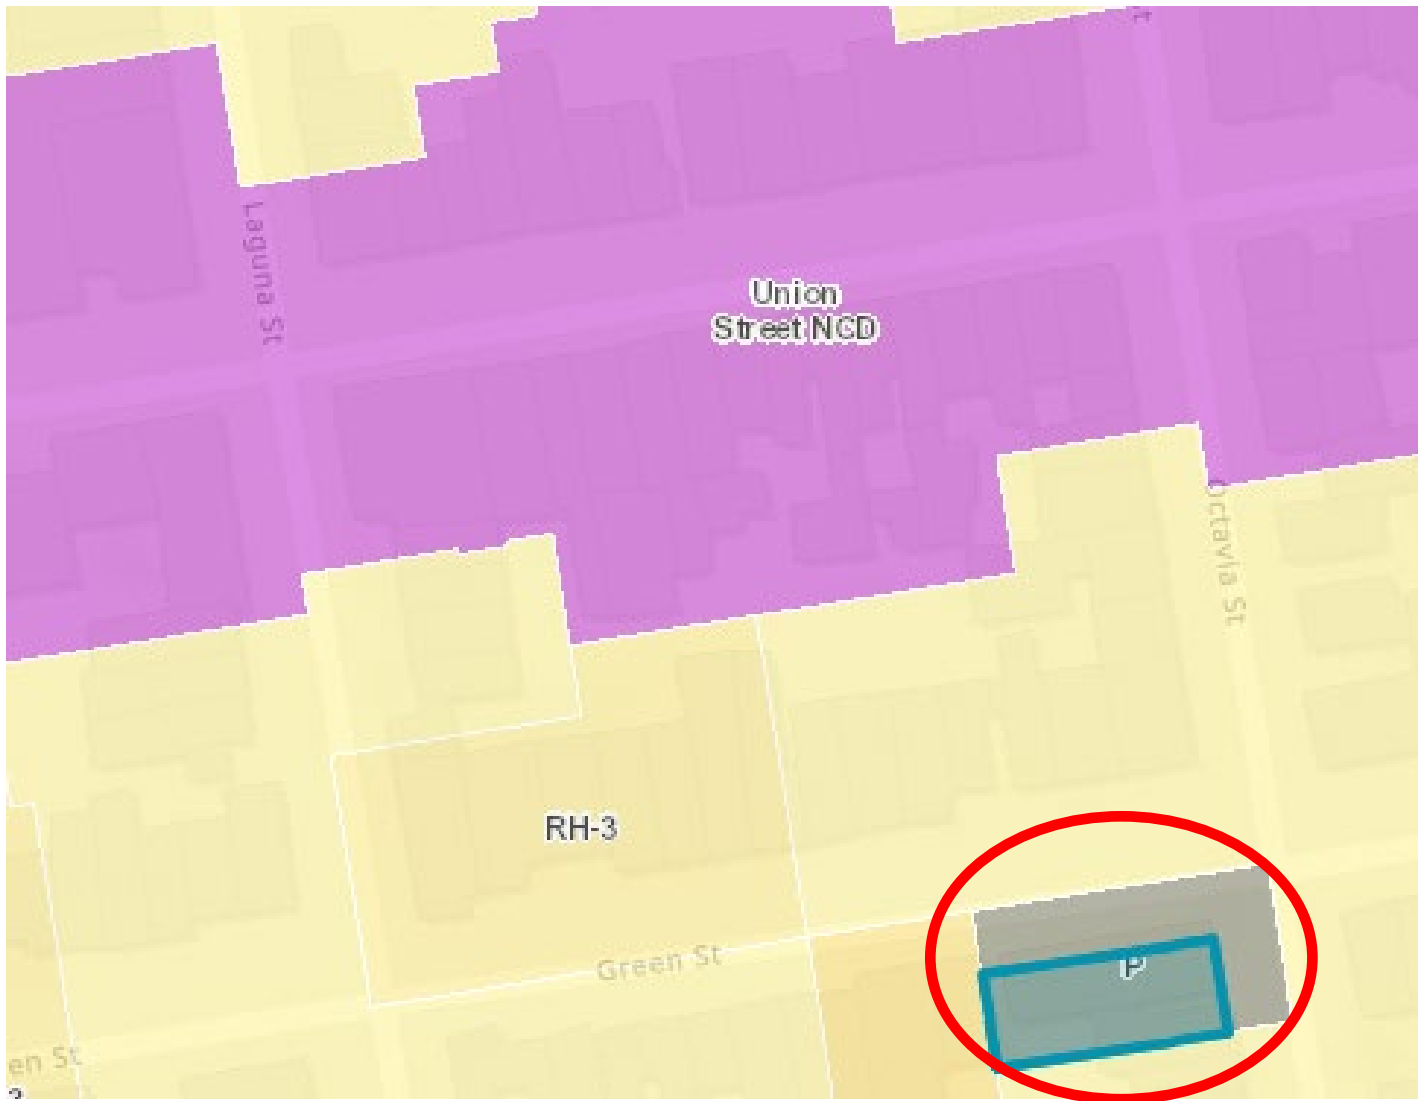 Laguna St
Union
Street NCD
Octavia St
RH-3
P
Green St
en St